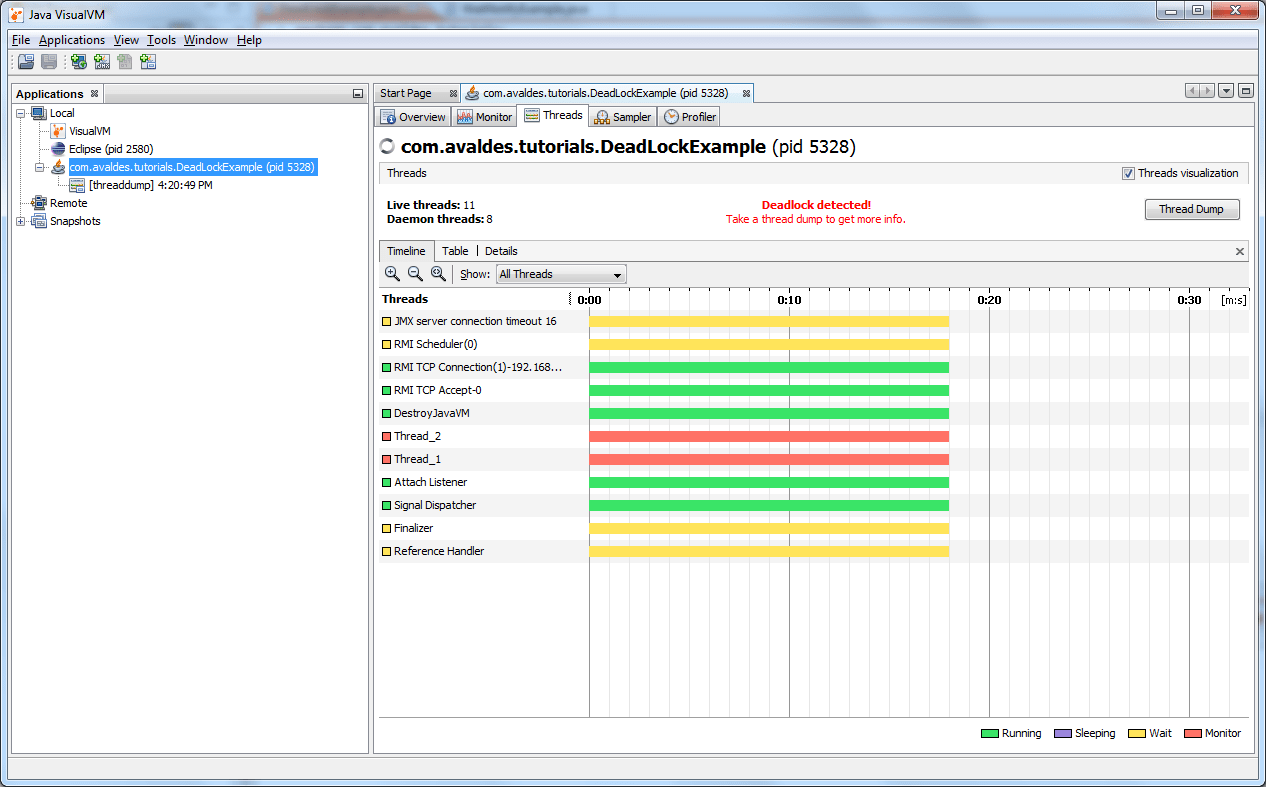 Java VisualVM
File Applications View Tools Window Help
Applications
Local
VisualVM
Eclipse (pid 2580)
com.avaldes.tutorials.DeadLockExample (pid 5328)
[threaddump] 4:20:49 PM
Remote
Snapshots
Start Page com.avaldes.tutorials.DeadLockExample (pid 5328)
Overview Monitor Threads Sampler Profiler
com.avaldes.tutorials.DeadLockExample (pid 5328)
Threads Threads visualization
Live threads: 11
Daemon threads: 8
Deadlock detected!
Take a thread dump to get more info.
Thread Dump
Timeline Table Details
Show: All Threads
Threads 0:00 0:10 0:20 0:30 [m:s]
JMX server connection timeout 16
RMI Scheduler(0)
RMI TCP Connection(1)-192.168...
RMI TCP Accept-0
DestroyJavaVM
Thread_2
Thread_1
Attach Listener
Signal Dispatcher
Finalizer
Reference Handler
Running Sleeping Wait Monitor